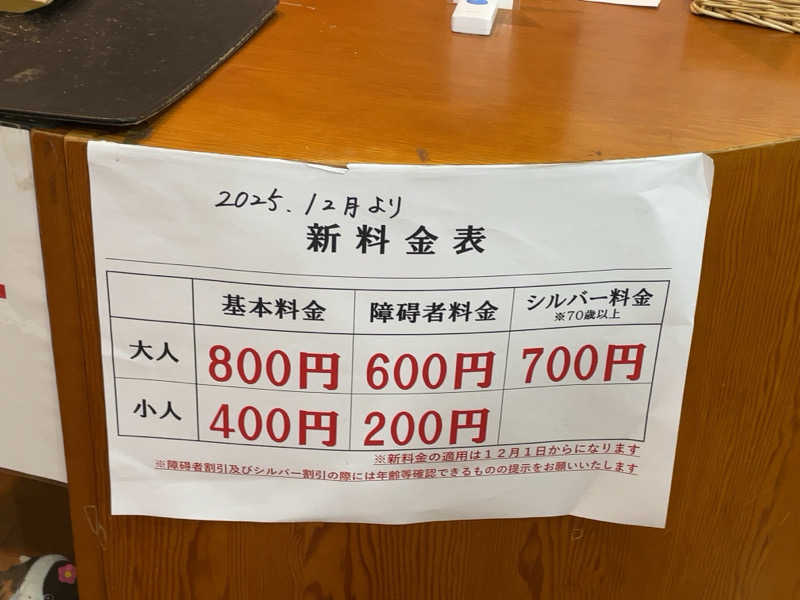 2025.12月より
新料金表
基本料金 障碍者料金 シルバー料金
※70歳以上
大人 800円 600円 700円
小人 400円 200円
※新料金の適用は12月1日からになります
※障碍者割引及びシルバー割引の際には年齢等確認できるものの提示をお願いいたします